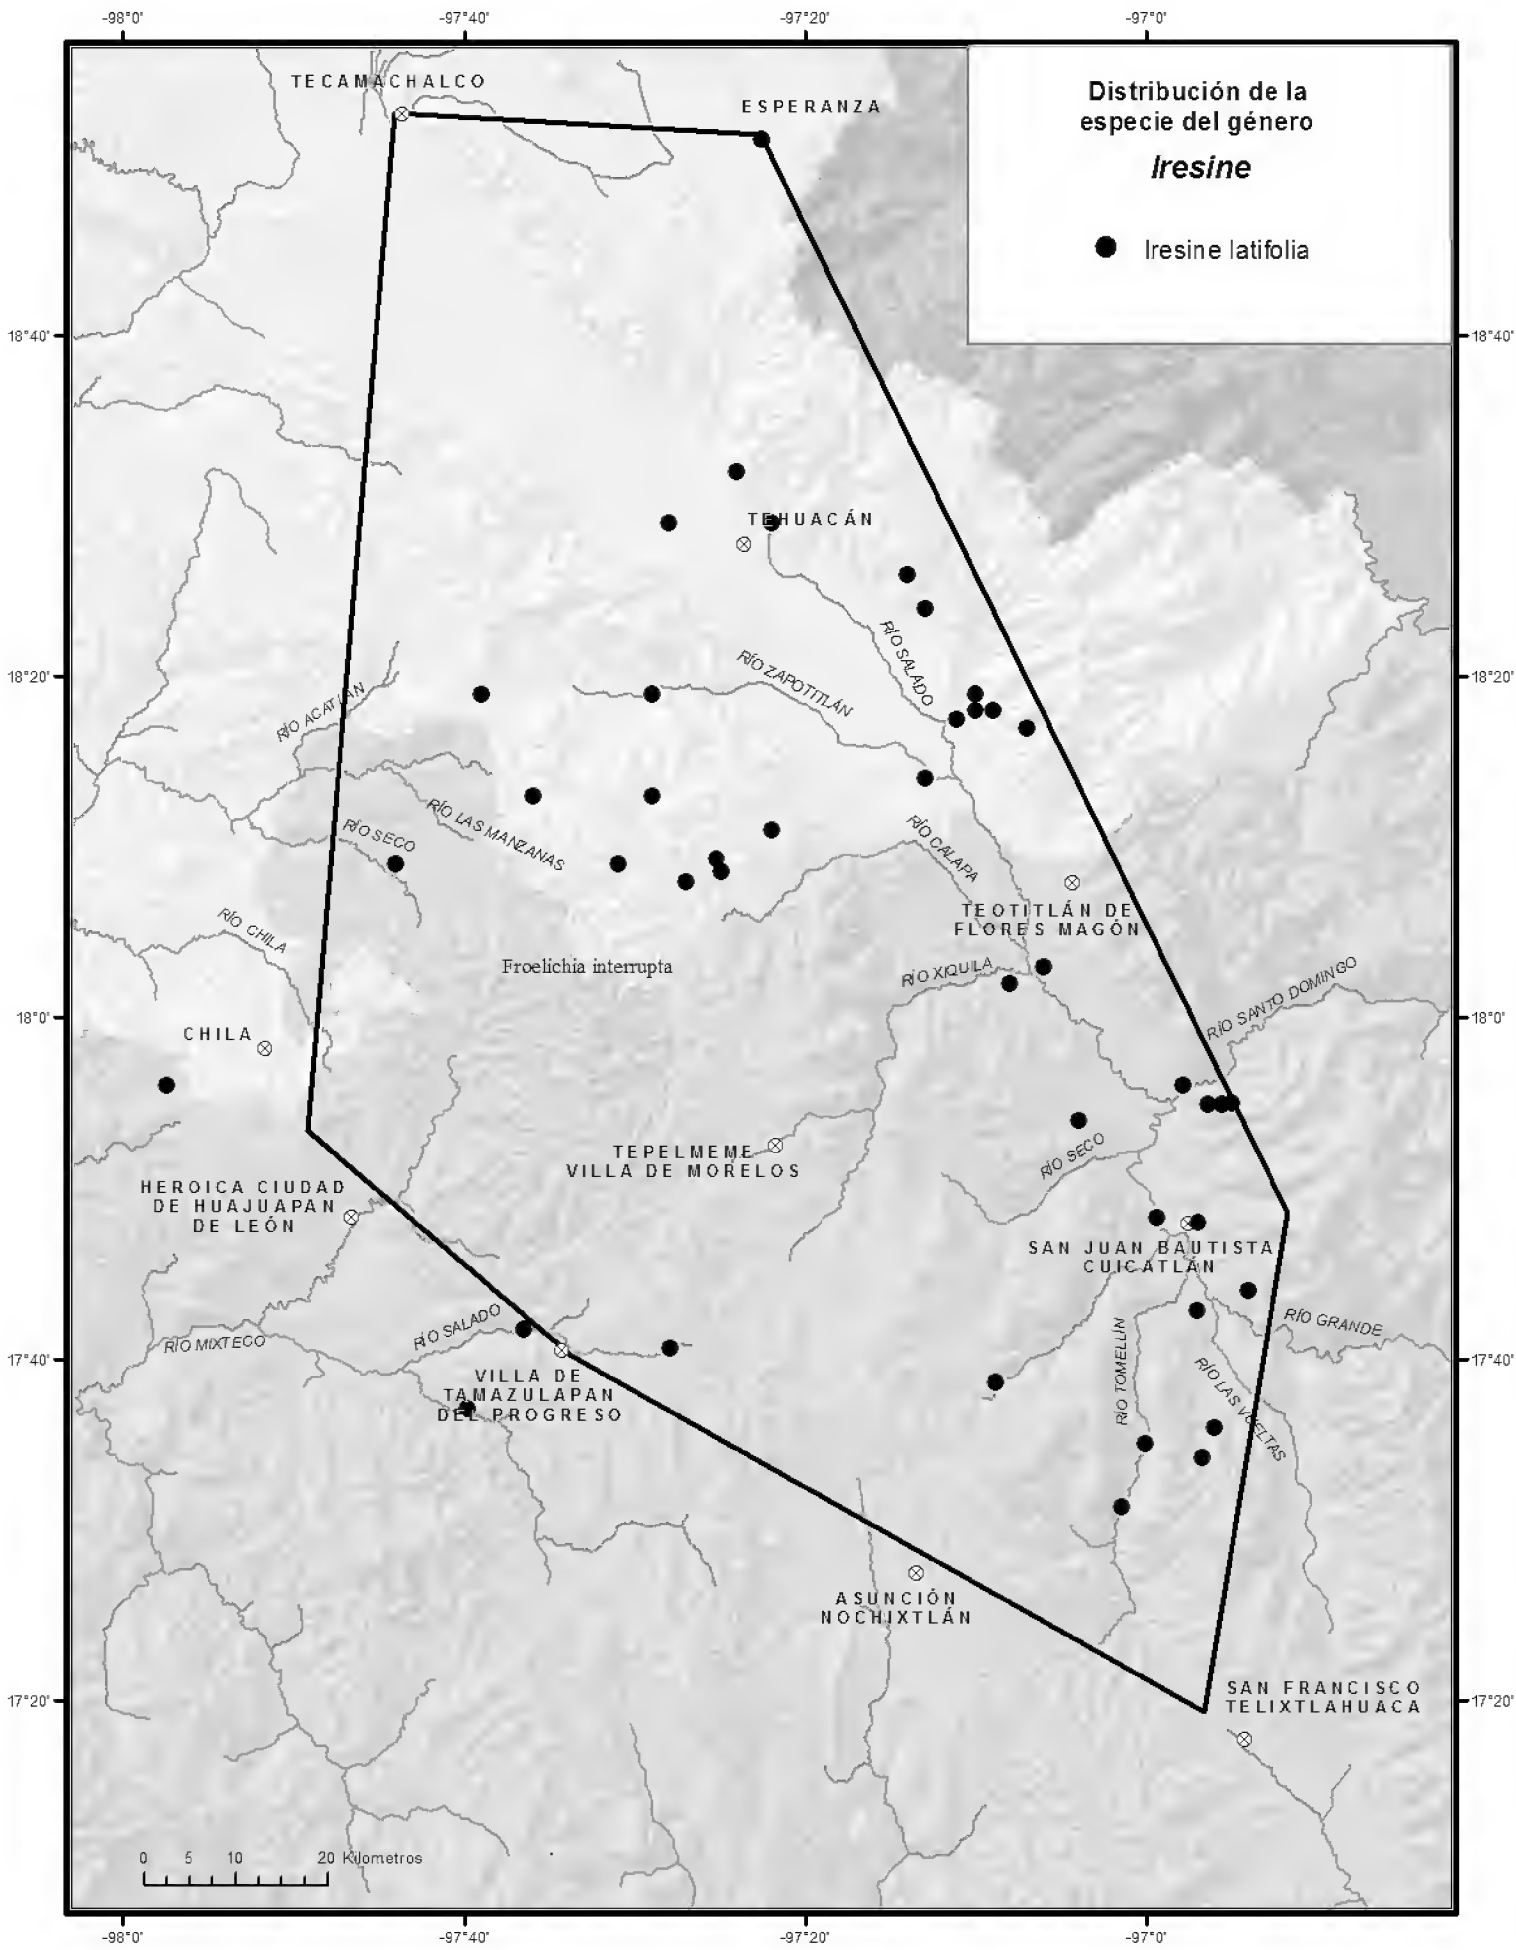 -98°0'
-97°40'
-97°20'
-97°0'
TECAMACHALCO
ESPERANZA
Distribución de la
especie del género
Iresine
Iresine latifolia
18°40'
18°40'
TEHUACÁN
RÍO SALADO
RÍO ZAPOTITLÁN
18°20'
18°20'
RÍO ACATLÁN
RÍO LAS MANZANAS
RÍO SECO
RÍO CALAPA
TEOTITLÁN DE
FLORES MAGÓN
RÍO CHILA
Froelichia interrupta
RÍO XIQUILA
RÍO SANTO DOMINGO
18°0'
18°0'
CHILA
TEPELMEME
VILLA DE MORELOS
RÍO SECO
HEROICA CIUDAD
DE HUAJUAPAN
DE LEÓN
SAN JUAN BAUTISTA
CUICATLÁN
RÍO SALADO
RÍO MIXTECO
RÍO GRANDE
17°40'
17°40'
VILLA DE
TAMAZULAPAN
DEL PROGRESO
RÍO TOMELLÍN
RÍO LAS VUELTAS
ASUNCIÓN
NOCHIXTLÁN
SAN FRANCISCO
TELIXTLAHUACA
17°20'
17°20'
0 5 10 20 Kilometros
-98°0'
-97°40'
-97°20'
-97°0'